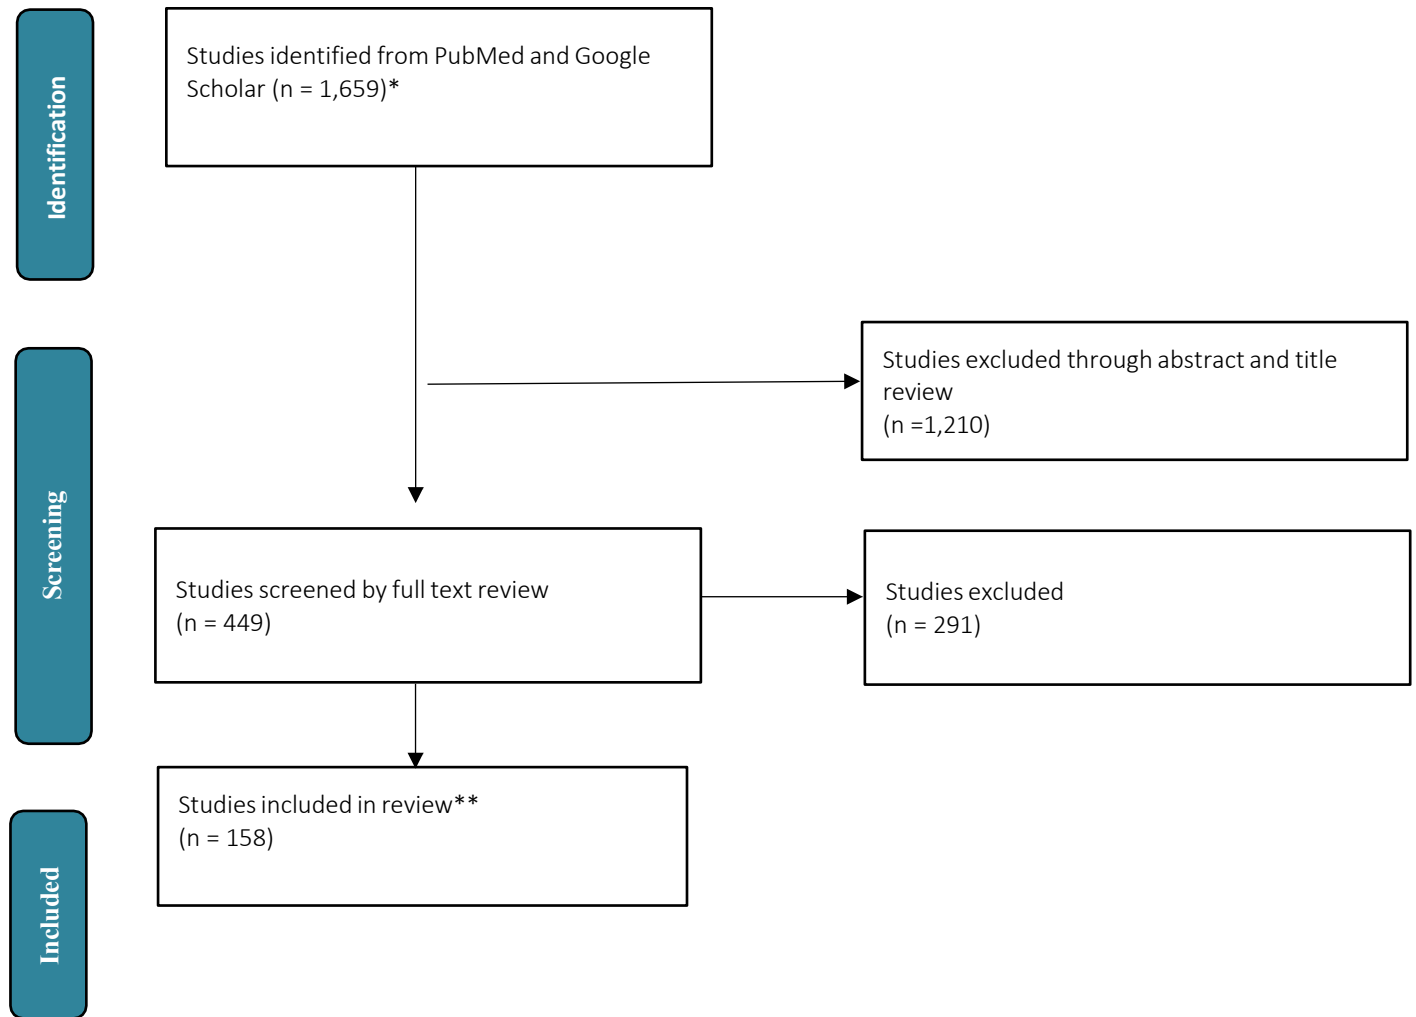 Identification
Studies identified from PubMed and Google
Scholar (n = 1,659)*
Screening
Studies excluded through abstract and title
review
(n =1,210)
Studies screened by full text review
(n = 449)
Studies excluded
(n = 291)
Included
Studies included in review**
(n = 158)